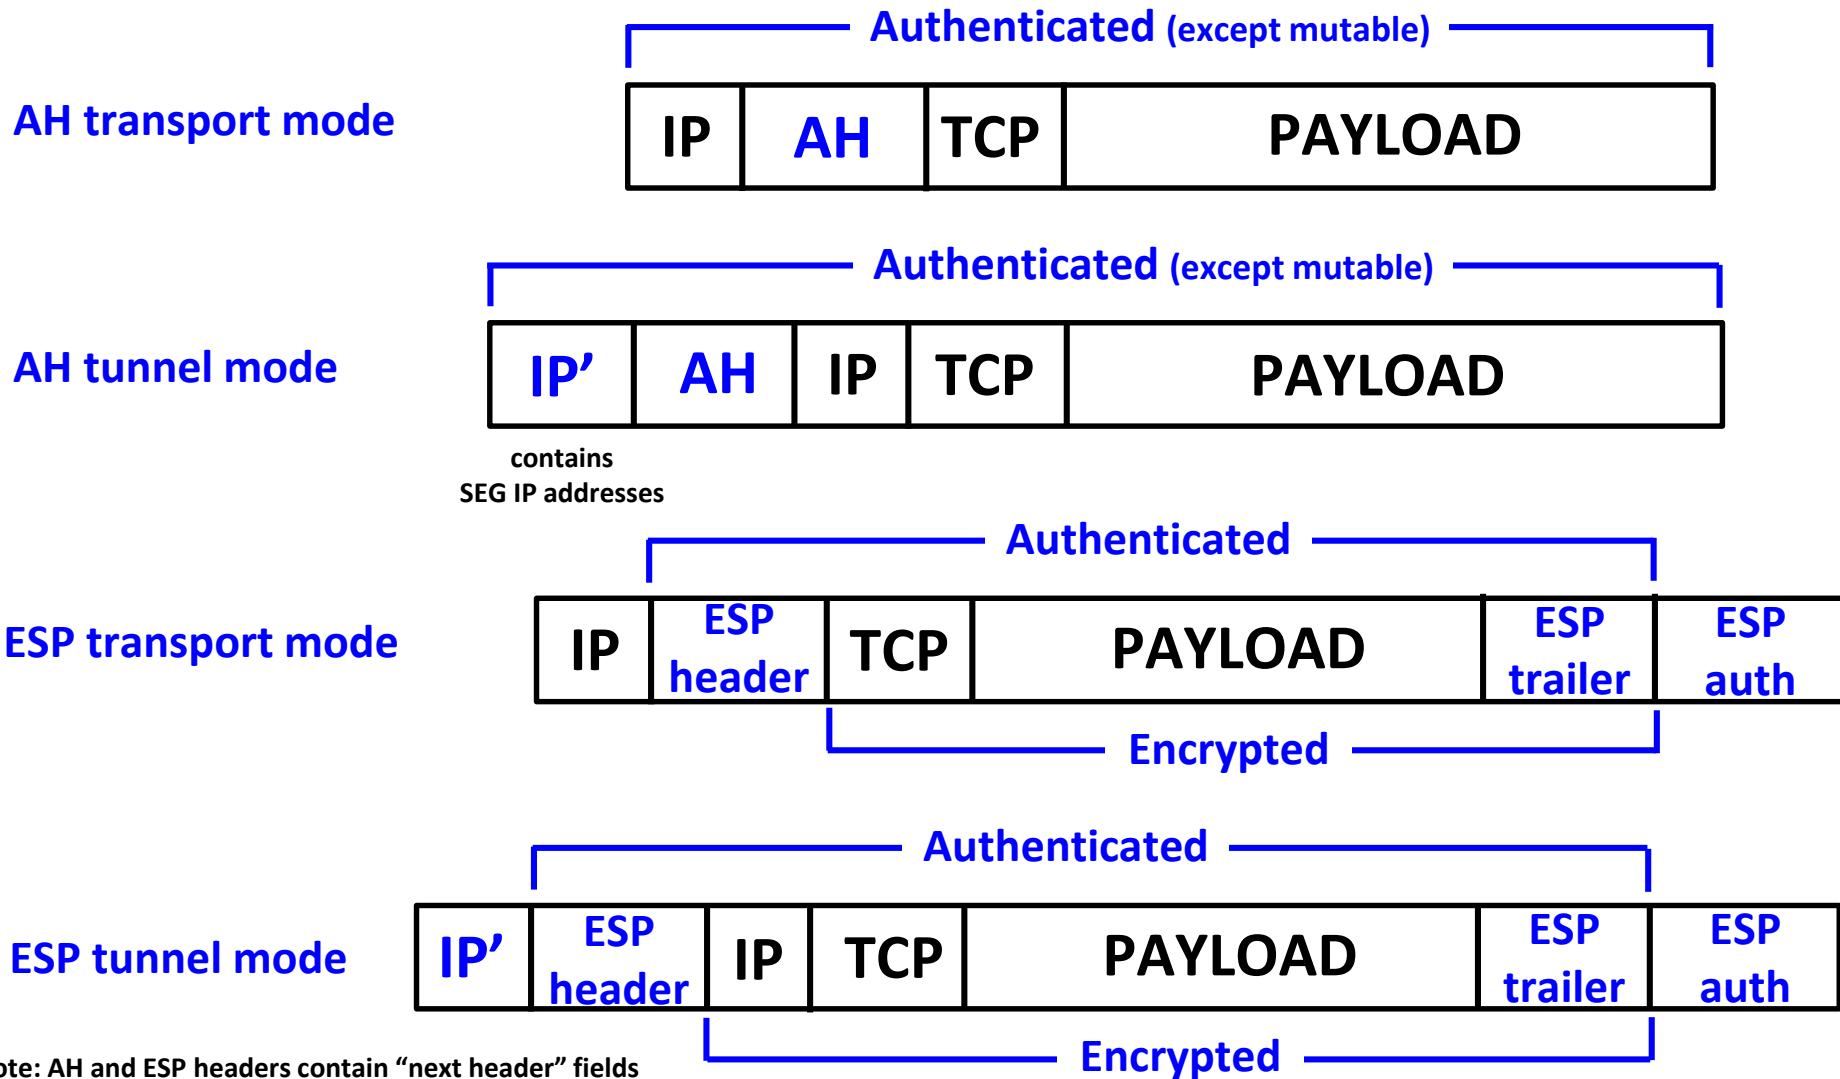 Authenticated (except mutable)
AH transport mode
IP AH TCP PAYLOAD
Authenticated (except mutable)
AH tunnel mode
IP’ AH IP TCP PAYLOAD
contains
SEG IP addresses
Authenticated
ESP transport mode
IP ESP header TCP PAYLOAD ESP trailer ESP auth
Encrypted
Authenticated
ESP tunnel mode
IP’ ESP header IP TCP PAYLOAD ESP trailer ESP auth
Encrypted
ote: AH and ESP headers contain “next header” fields